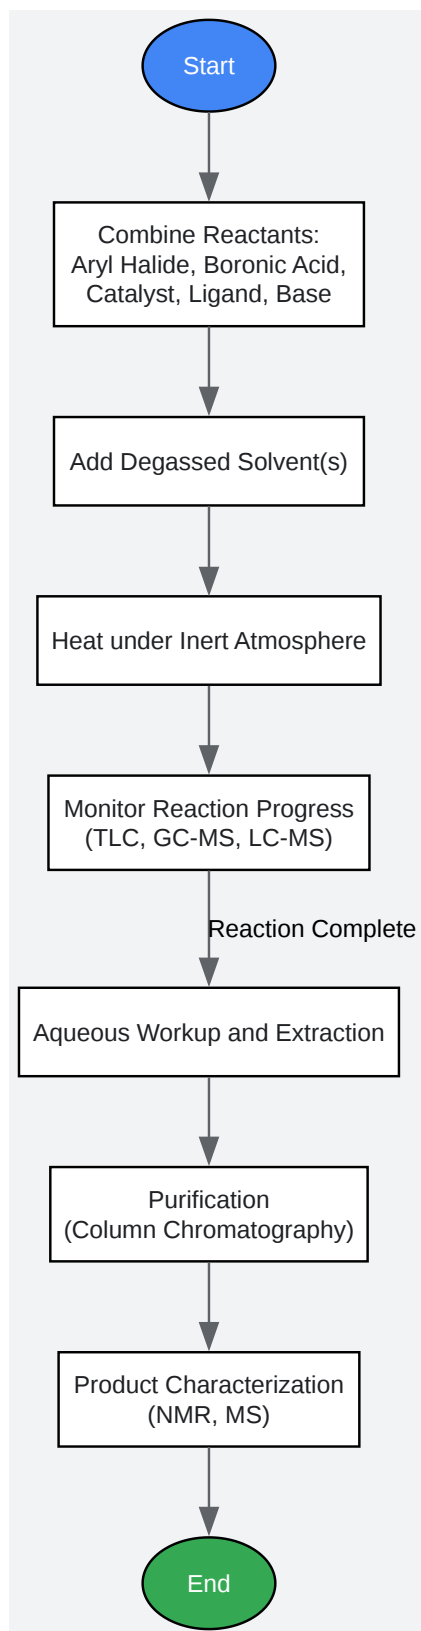 Start
Combine Reactants:
Aryl Halide, Boronic Acid,
Catalyst, Ligand, Base
Add Degassed Solvent(s)
Heat under Inert Atmosphere
Monitor Reaction Progress
(TLC, GC-MS, LC-MS)
Reaction Complete
Aqueous Workup and Extraction
Purification
(Column Chromatography)
Product Characterization
(NMR, MS)
End